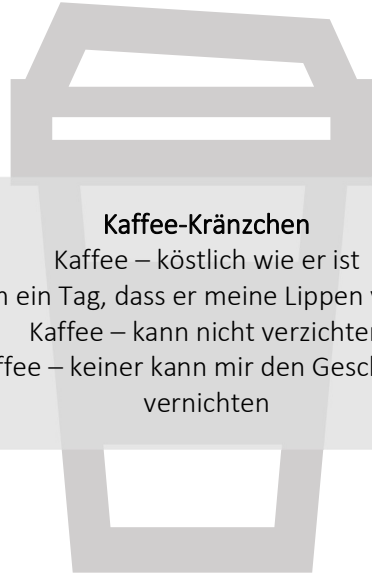 Kaffee-Kränzchen
Kaffee – köstlich wie er ist
ein Tag, dass er meine Lippen
Kaffee – kann nicht
– keiner kann mir den
vernichten